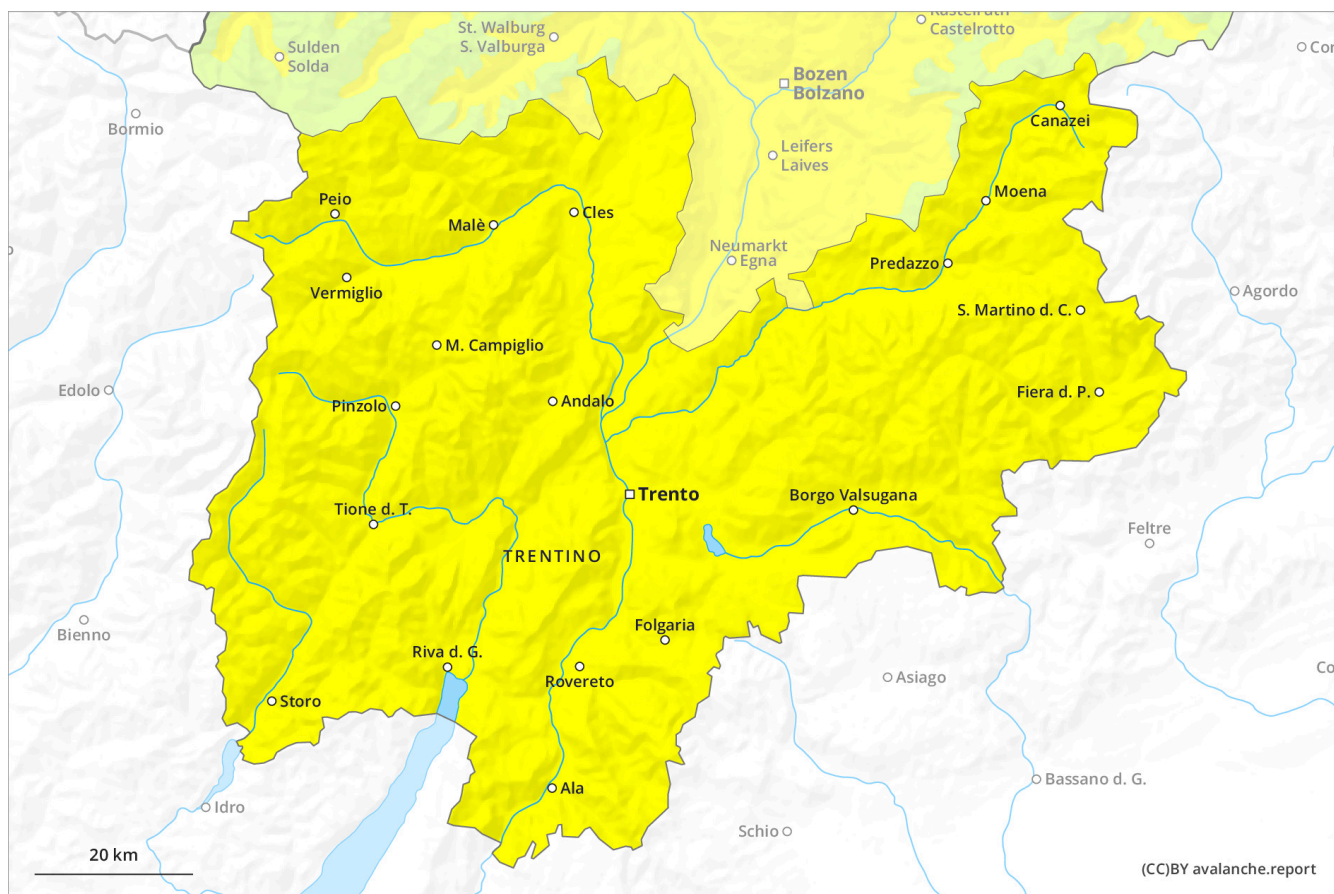 Kastelruth
Castelrotto
St. Walburg
S. Valburga
Sulden
Solda
Bozen
Bolzano
Bormio
Canazei
Leifers
Laives
Peio
Malè
Cles
Moena
Neumarkt
Egna
Predazzo
Vermiglio
Agordo
S. Martino d. C.
M. Campiglio
Edolo
Pinzolo
Andalo
Fiera d. P.
Trento
Borgo Valsugana
Tione d. T.
Feltre
TRENTINO
Bienno
Folgaria
Riva d. G.
Rovereto
Asiago
Storo
Bassano d. G.
Ala
Idro
Schio
20 km
(CC)BY avalanche.report